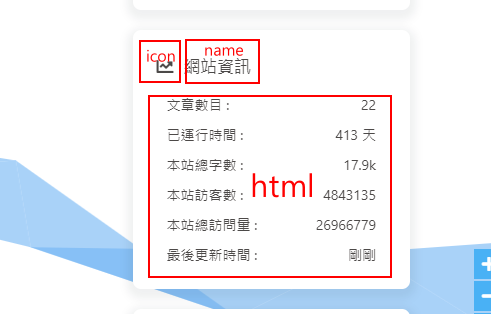 icon
name
網站資訊
文章數目 : 22
已運行時間 : 413 天
本站總字數 : 17.9k
本站訪客數 : 4843135
本站總訪問量 : 26966779
最後更新時間 : 剛剛
html